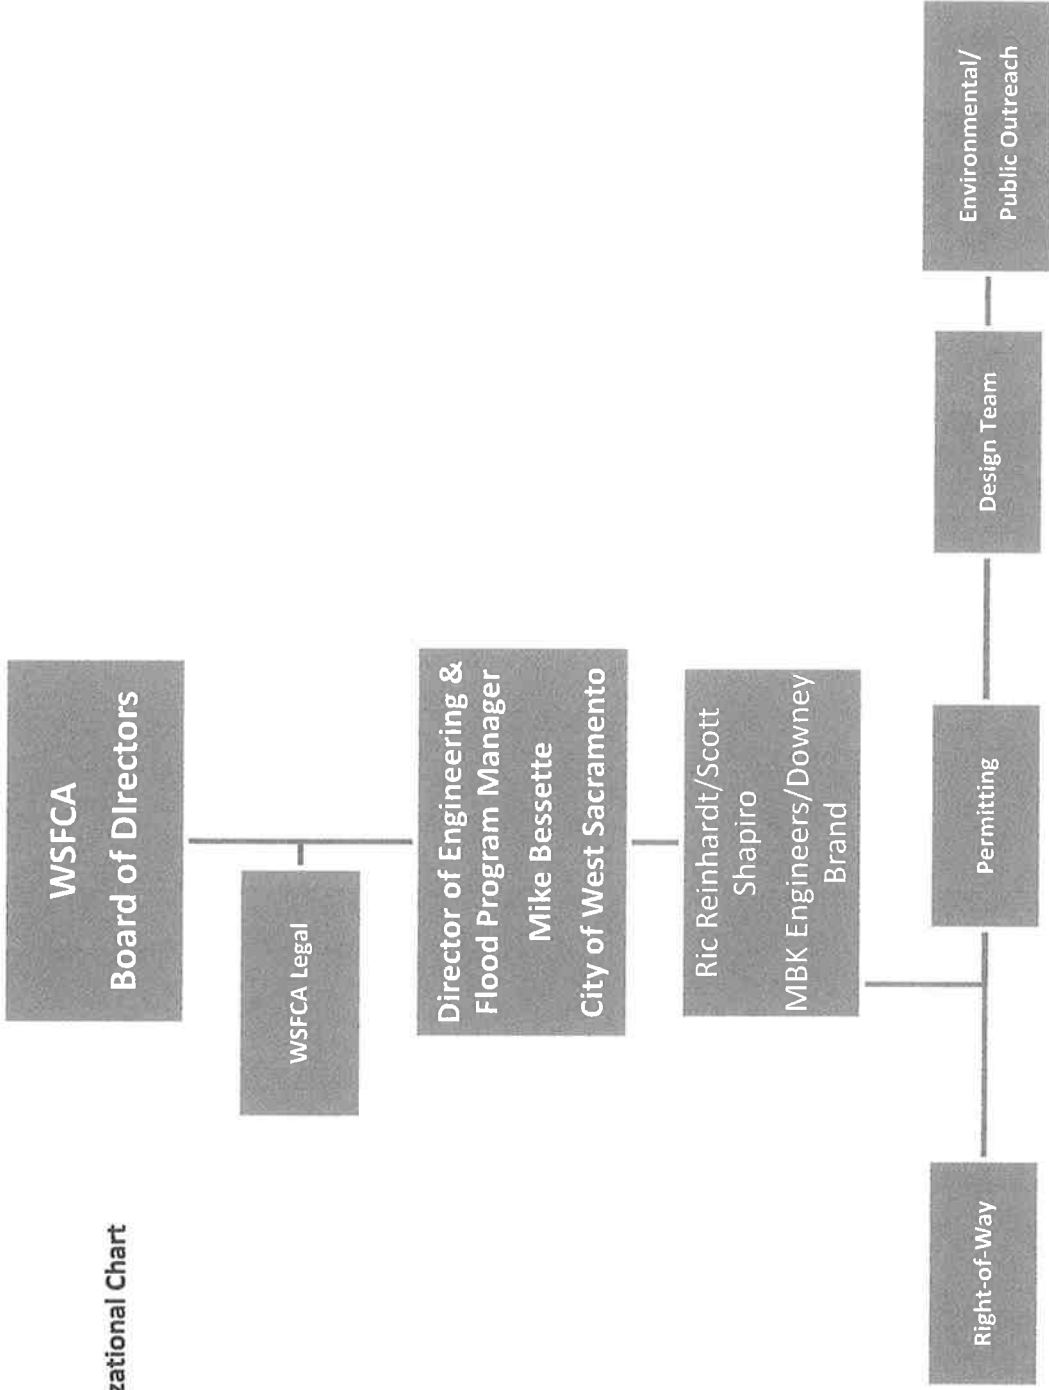 zational Chart
WSFCA
Board of DIrectors
WSFCA Legal
Director of Engineering &
Flood Program Manager
Mike Bessette
City of West Sacramento
Ric Reinhardt/Scott
Shapiro
MBK Engineers/Downey
Brand
Right-of-Way
Permitting
Design Team
Environmental/
Public Outreach